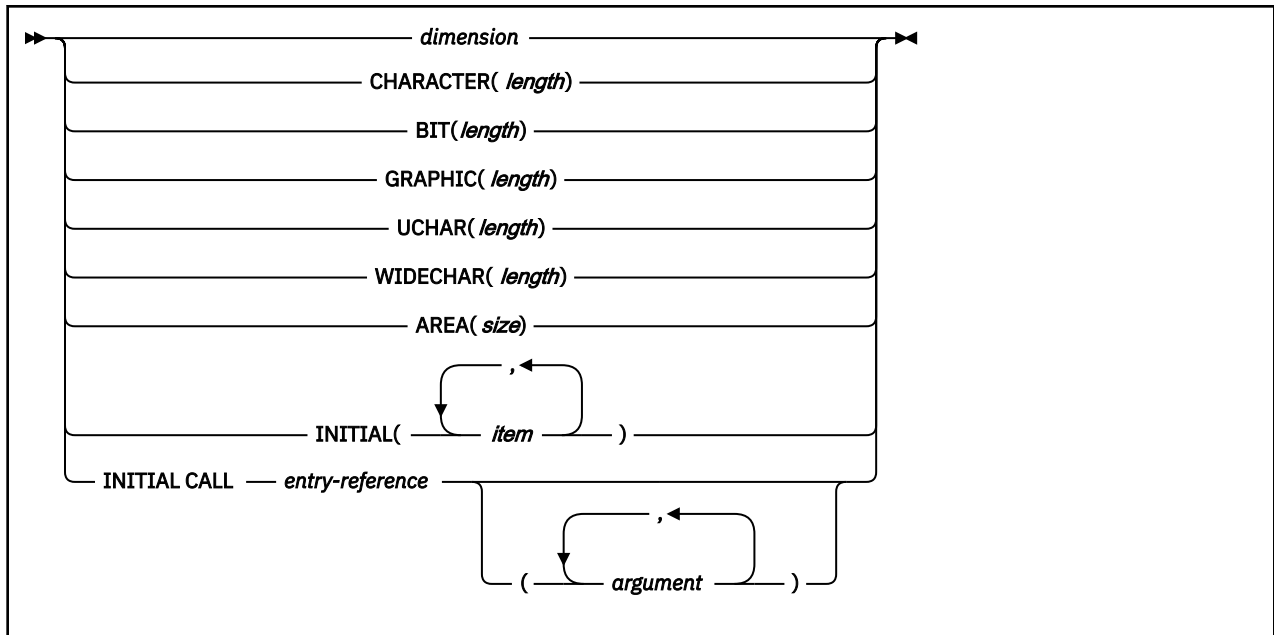 dimension
CHARACTER( length)
BIT(length)
GRAPHIC( length)
UCHAR( length)
WIDECHAR( length)
AREA( size)
,
INITIAL( item )
INITIAL CALL entry-reference
,
( argument )